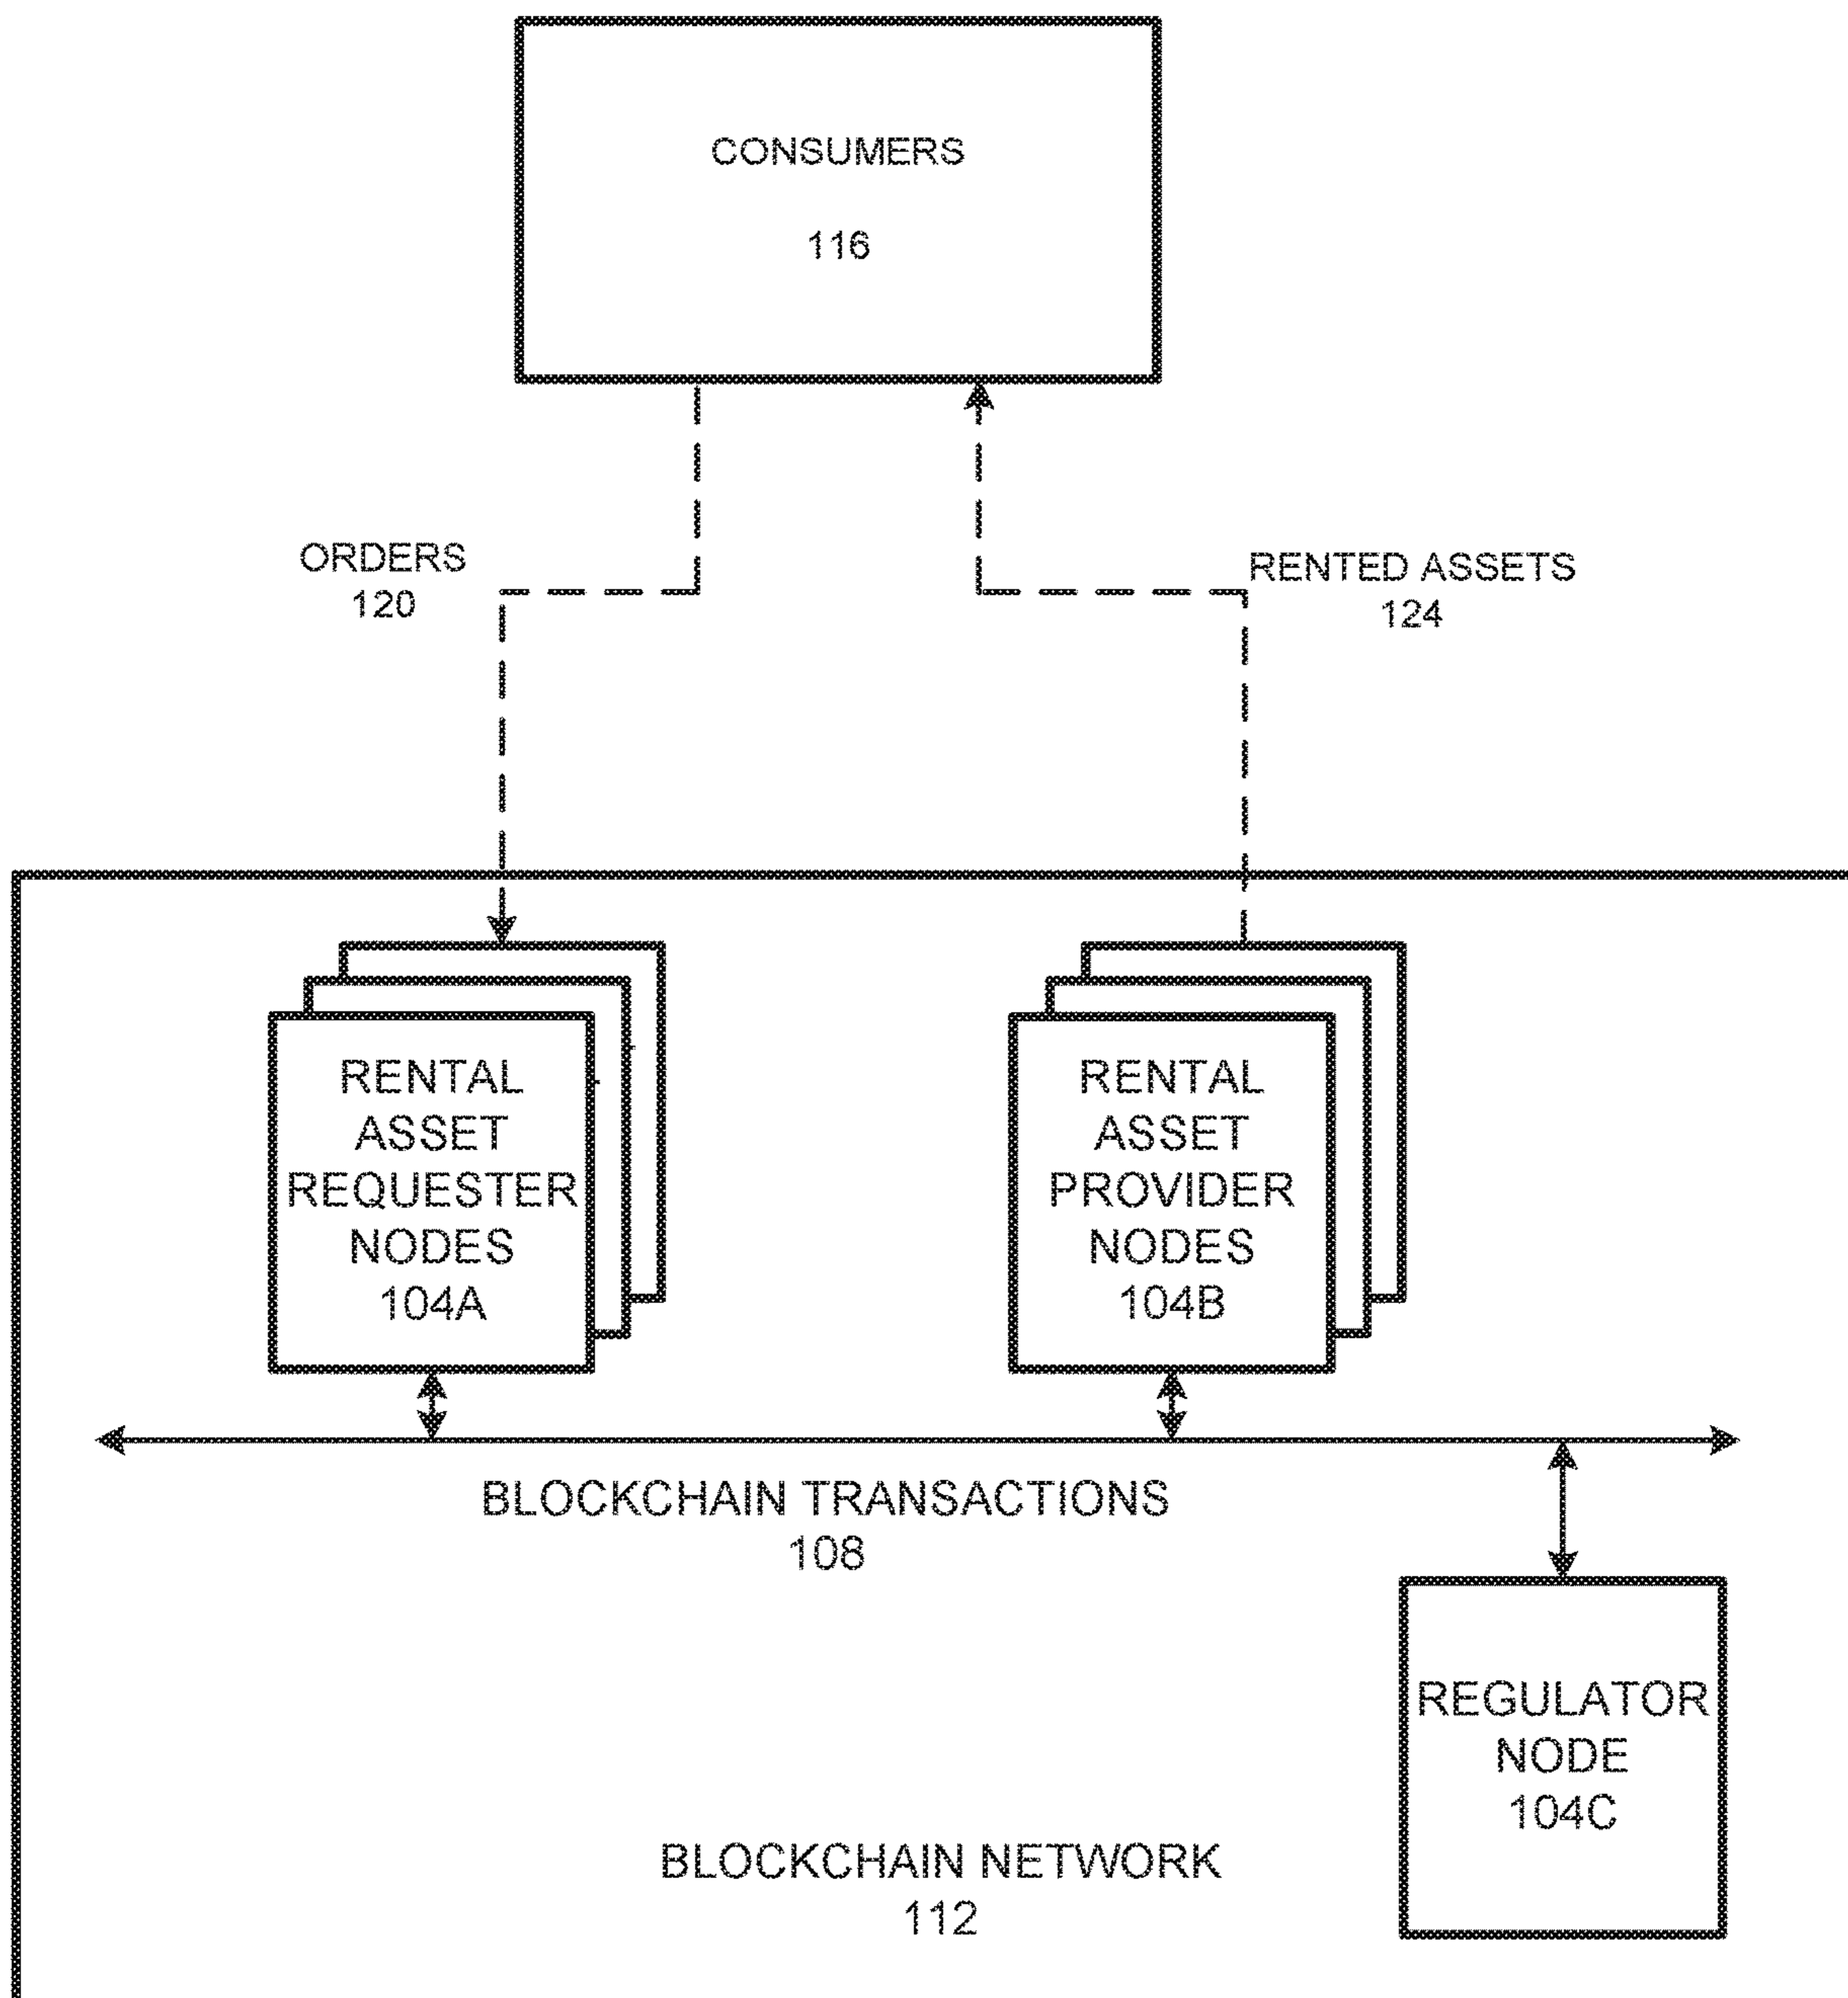 CONSUMERS
116
ORDERS
120
RENTED ASSETS
124
RENTAL
ASSET
REQUESTER
NODES
104A
RENTAL
ASSET
PROVIDER
NODES
104B
BLOCKCHAIN TRANSACTIONS
108
REGULATOR
NODE
104C
BLOCKCHAIN NETWORK
112